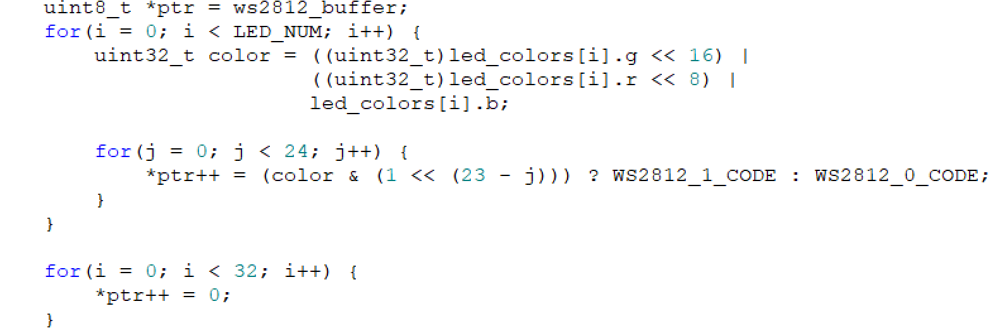 uint8_t *ptr = ws2812_buffer;
for(i = 0; i < LED_NUM; i++) {
    uint32_t color = ((uint32_t)led_colors[i].g << 16) |
                     ((uint32_t)led_colors[i].r << 8) |
                     led_colors[i].b;

    for(j = 0; j < 24; j++) {
        *ptr++ = (color & (1 << (23 - j))) ? WS2812_1_CODE : WS2812_0_CODE;
    }
}

for(i = 0; i < 32; i++) {
    *ptr++ = 0;
}